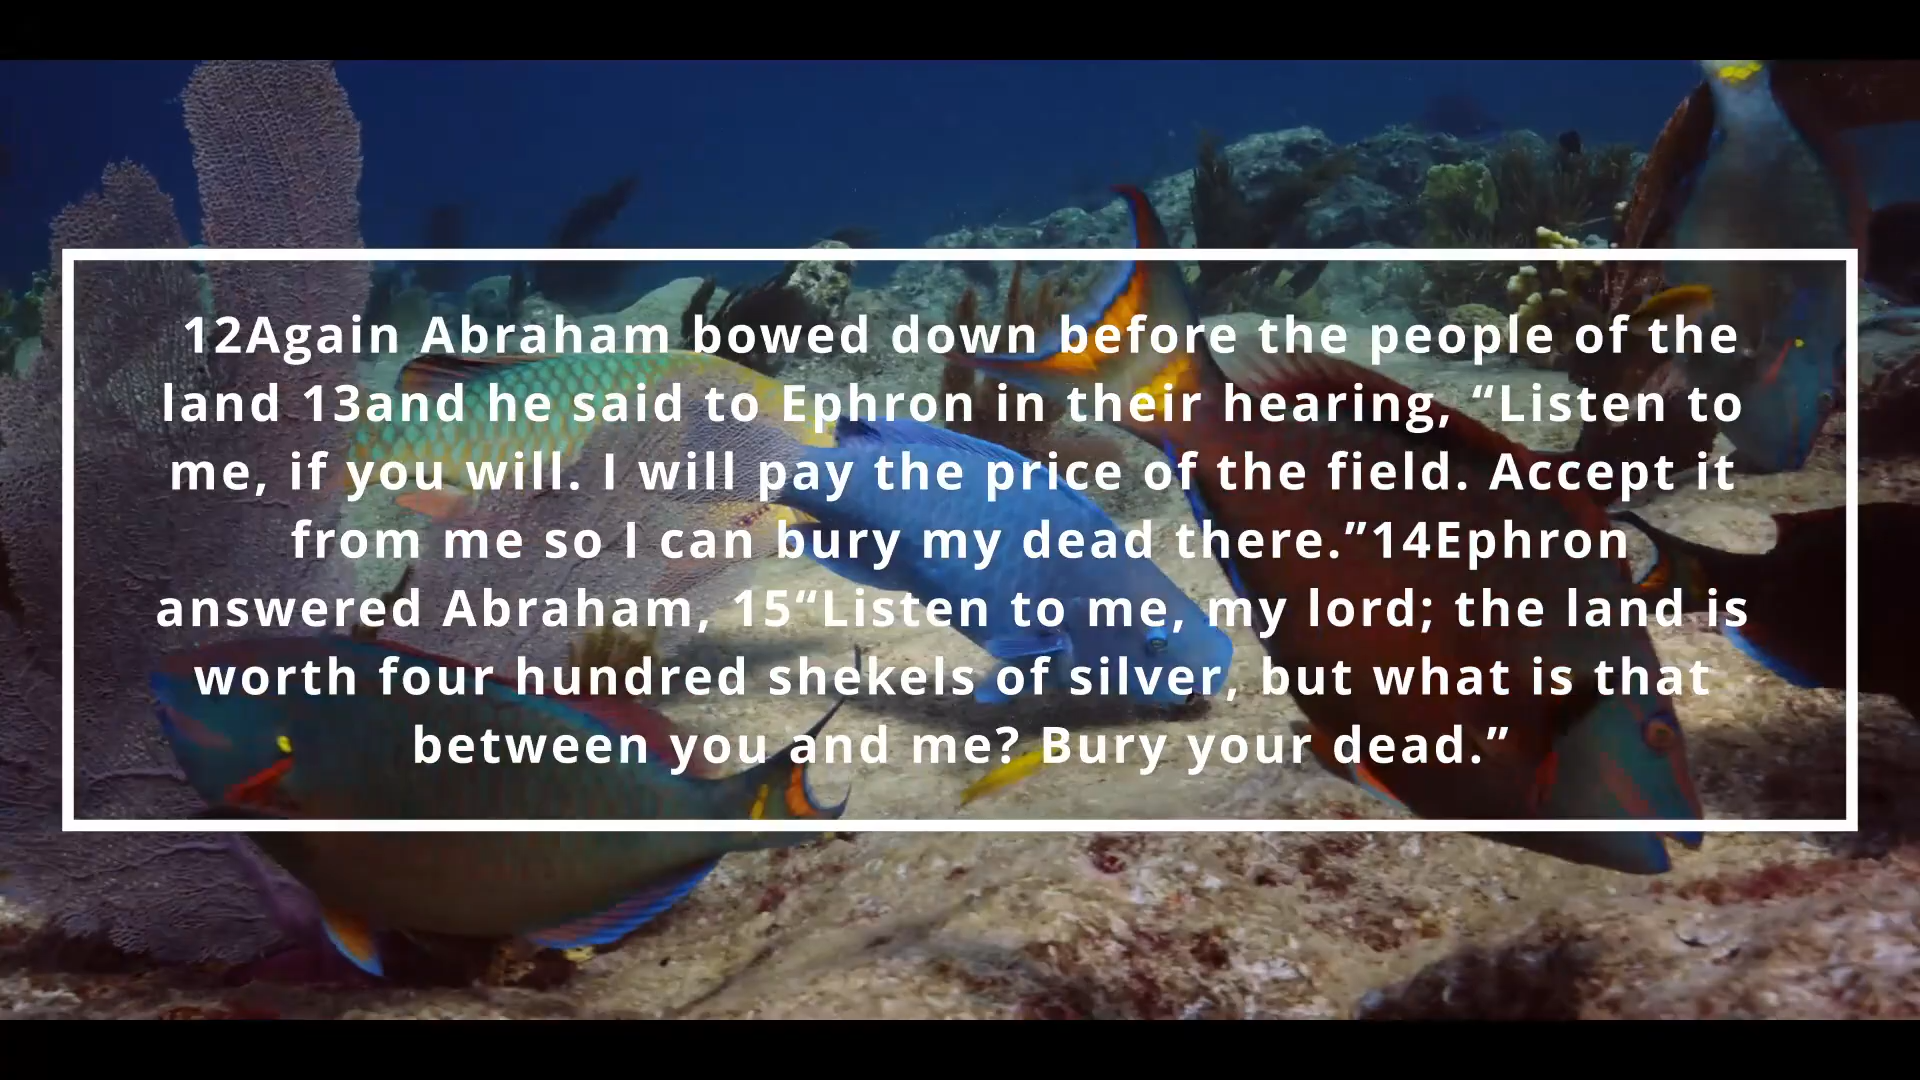 12Again Abraham bowed down before the people of the
land 13and he said to Ephron in their hearing, “Listen to
me, if you will. I will pay the price of the field. Accept it
from me so I can bury my dead there.”14Ephron
answered Abraham, 15“Listen to me, my lord; the land is
worth four hundred shekels of silver, but what is that
between you and me? Bury your dead.”